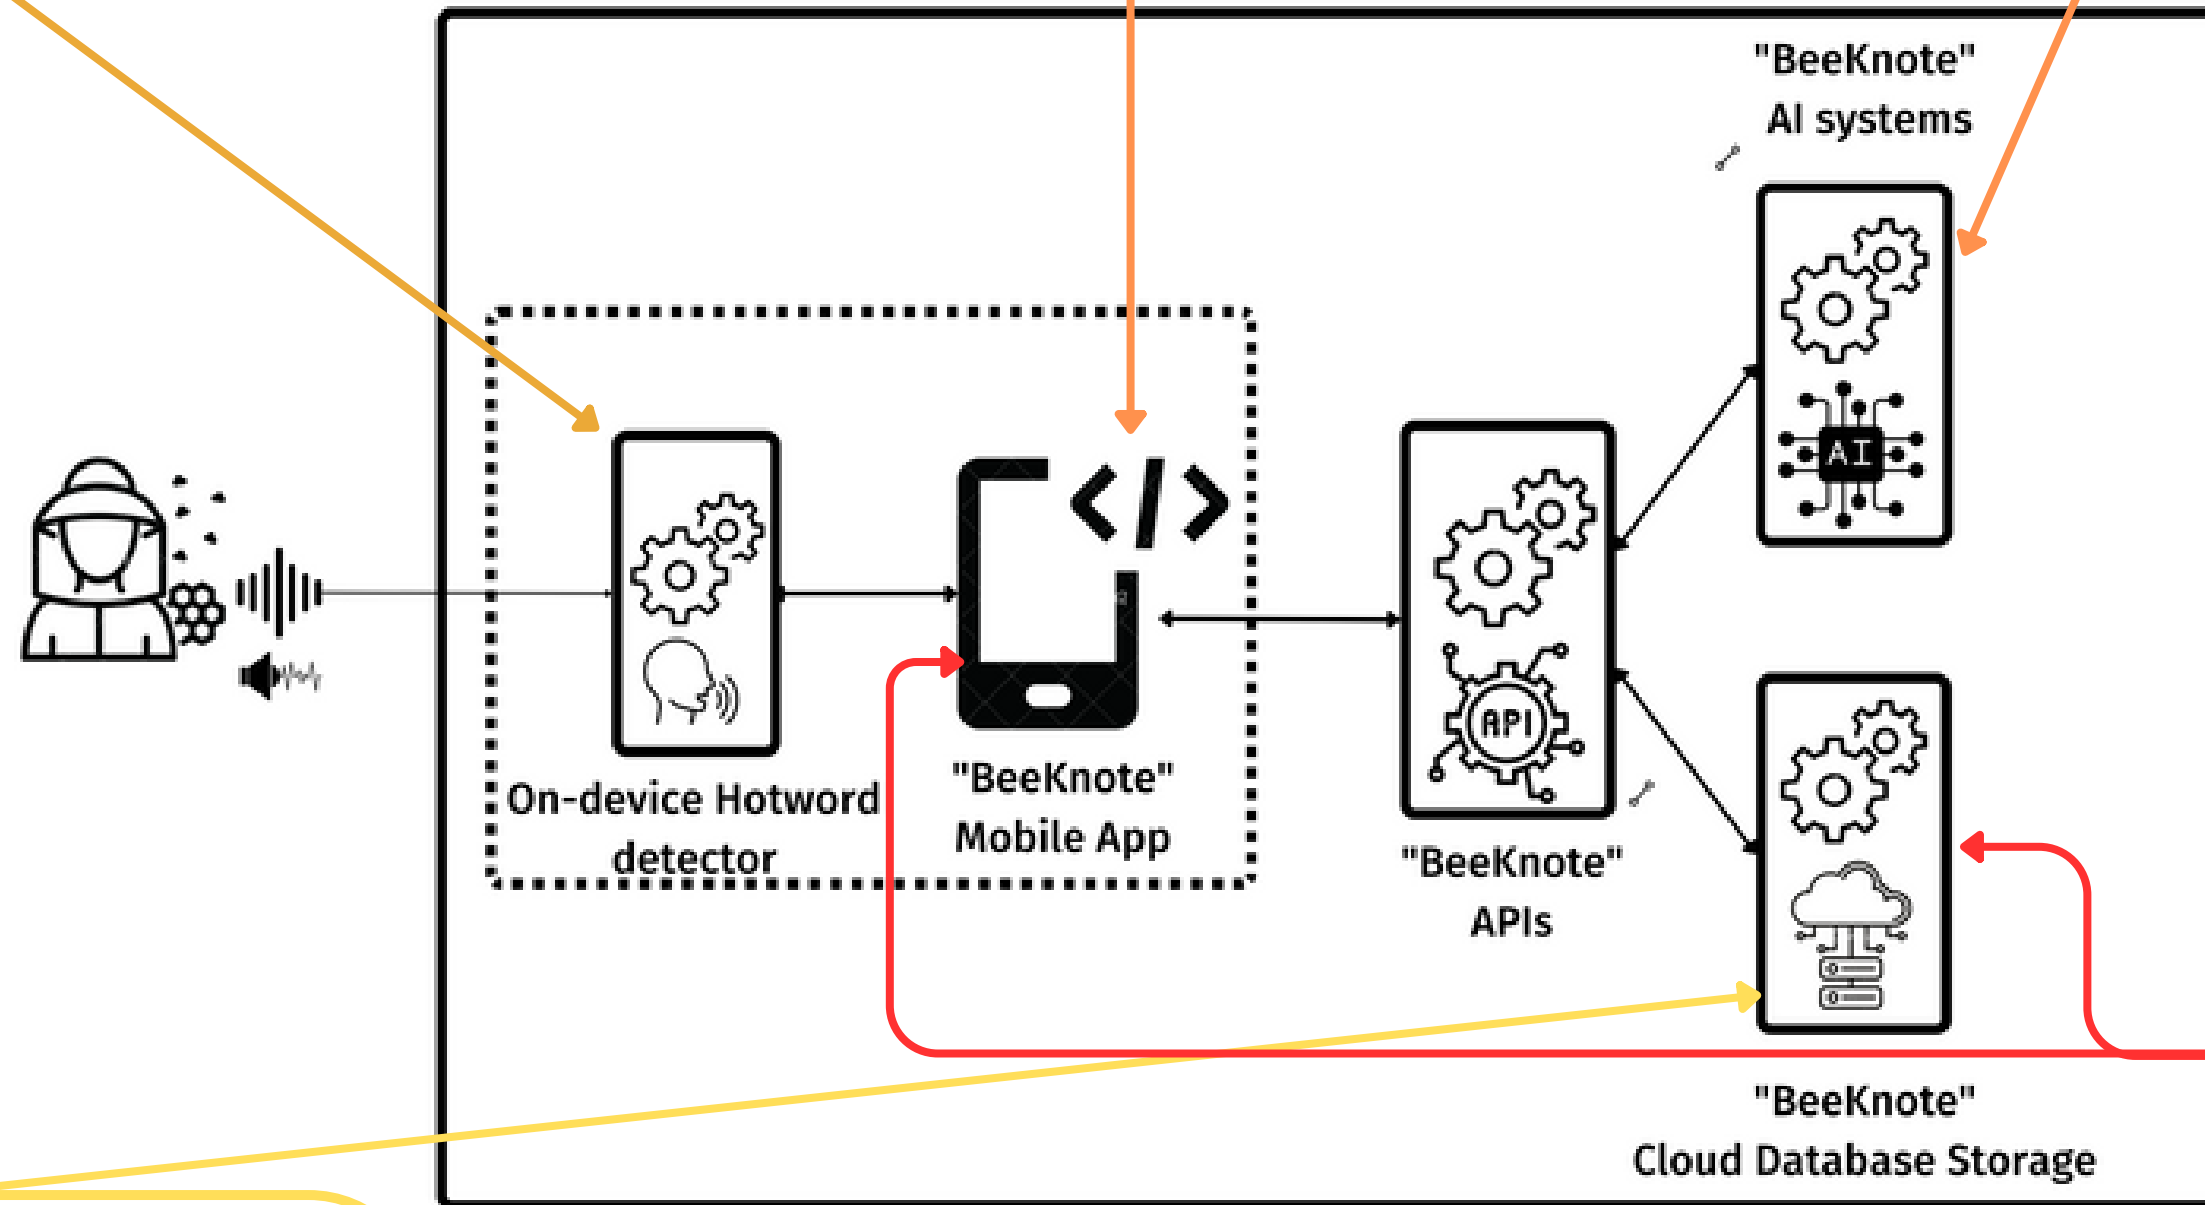 "BeeKnote"
AI systems
AI
</>
API
On-device Hotword
detector
"BeeKnote"
Mobile App
"BeeKnote"
APIs
"BeeKnote"
Cloud Database Storage